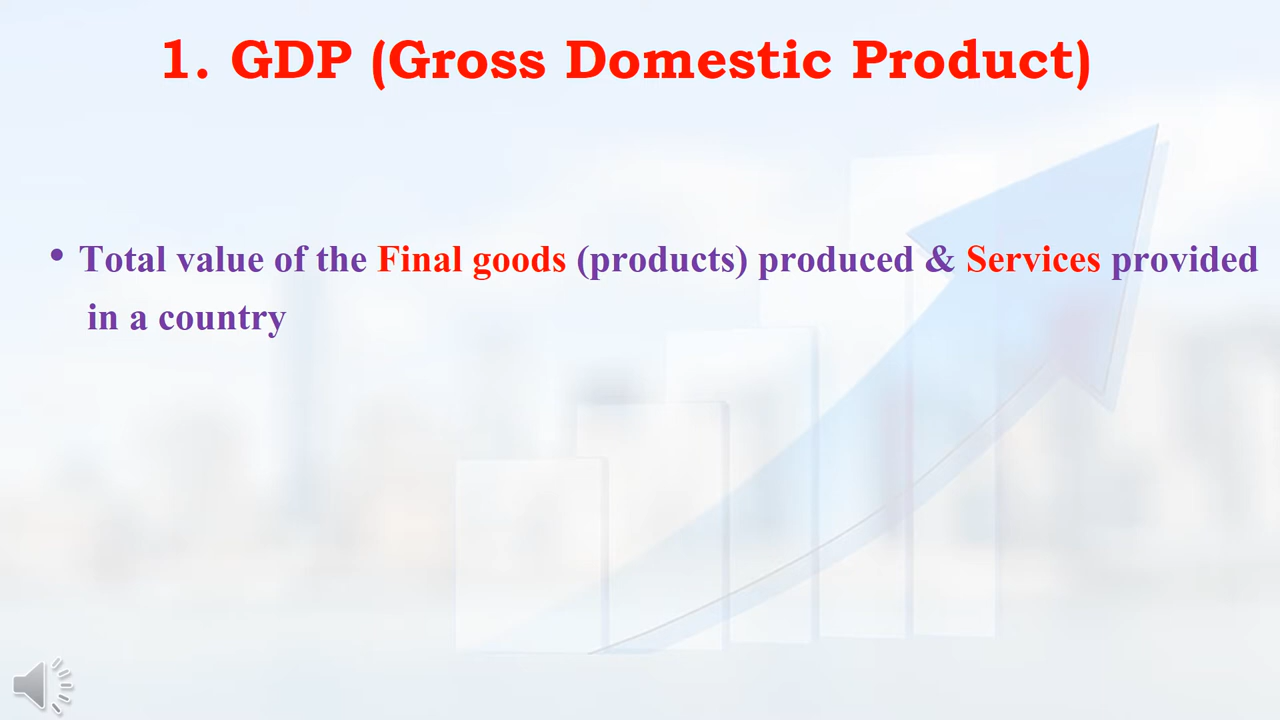 1. GDP (Gross Domestic Product)
• Total value of the Final goods (products) produced & Services provided
in a country